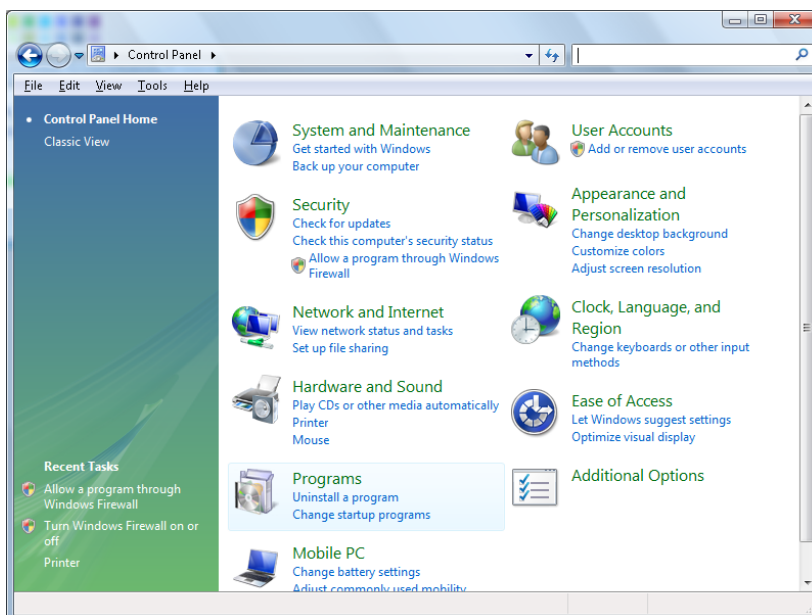 Control Panel
File Edit View Tools Help
Control Panel Home
Classic View
System and Maintenance
Get started with Windows
Back up your computer
Security
Check for updates
Check this computer's security status
Allow a program through Windows
Firewall
Network and Internet
View network status and tasks
Set up file sharing
Hardware and Sound
Play CDs or other media automatically
Printer
Mouse
Programs
Uninstall a program
Change startup programs
Mobile PC
Change battery settings
Adjust commonly used mobility
User Accounts
Add or remove user accounts
Appearance and
Personalization
Change desktop background
Customize colors
Adjust screen resolution
Clock, Language, and
Region
Change keyboards or other input
methods
Ease of Access
Let Windows suggest settings
Optimize visual display
Additional Options
Recent Tasks
Allow a program through
Windows Firewall
Turn Windows Firewall on or
off
Printer